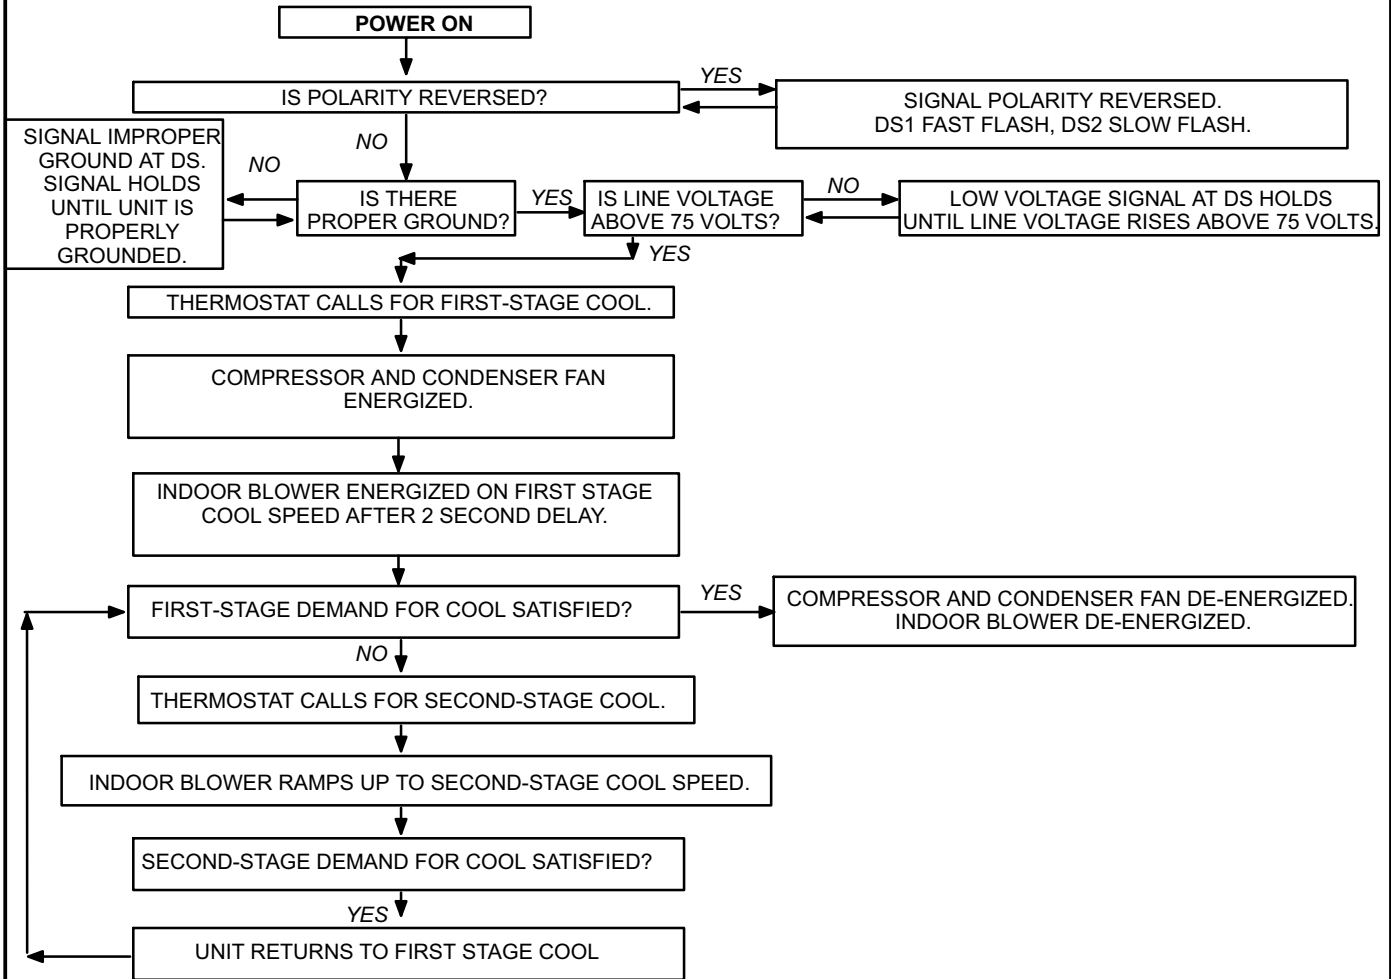 POWER ON
IS POLARITY REVERSED?
YES
SIGNAL POLARITY REVERSED.
DS1 FAST FLASH, DS2 SLOW FLASH.
NO
SIGNAL IMPROPER
GROUND AT DS.
SIGNAL HOLDS
UNTIL UNIT IS
PROPERLY
GROUNDED.
NO
IS THERE
PROPER GROUND?
YES
IS LINE VOLTAGE
ABOVE 75 VOLTS?
NO
LOW VOLTAGE SIGNAL AT DS HOLDS
UNTIL LINE VOLTAGE RISES ABOVE 75 VOLTS.
YES
THERMOSTAT CALLS FOR FIRST-STAGE COOL.
COMPRESSOR AND CONDENSER FAN
ENERGIZED.
INDOOR BLOWER ENERGIZED ON FIRST STAGE
COOL SPEED AFTER 2 SECOND DELAY.
FIRST-STAGE DEMAND FOR COOL SATISFIED?
YES
COMPRESSOR AND CONDENSER FAN DE-ENERGIZED.
INDOOR BLOWER DE-ENERGIZED.
NO
THERMOSTAT CALLS FOR SECOND-STAGE COOL.
INDOOR BLOWER RAMPS UP TO SECOND-STAGE COOL SPEED.
SECOND-STAGE DEMAND FOR COOL SATISFIED?
YES
UNIT RETURNS TO FIRST STAGE COOL